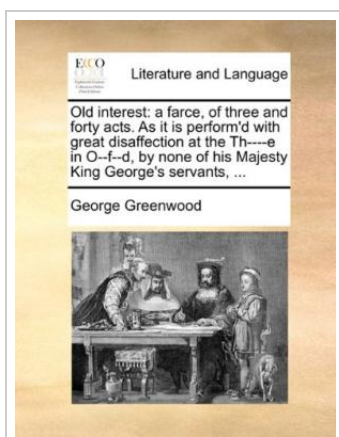 ECCO
Literature and Language
Old interest: a farce, of three and
forty acts. As it is perform'd with
great disaffection at the Th----e
in O--f--d, by none of his Majesty
King George's servants, ...
George Greenwood